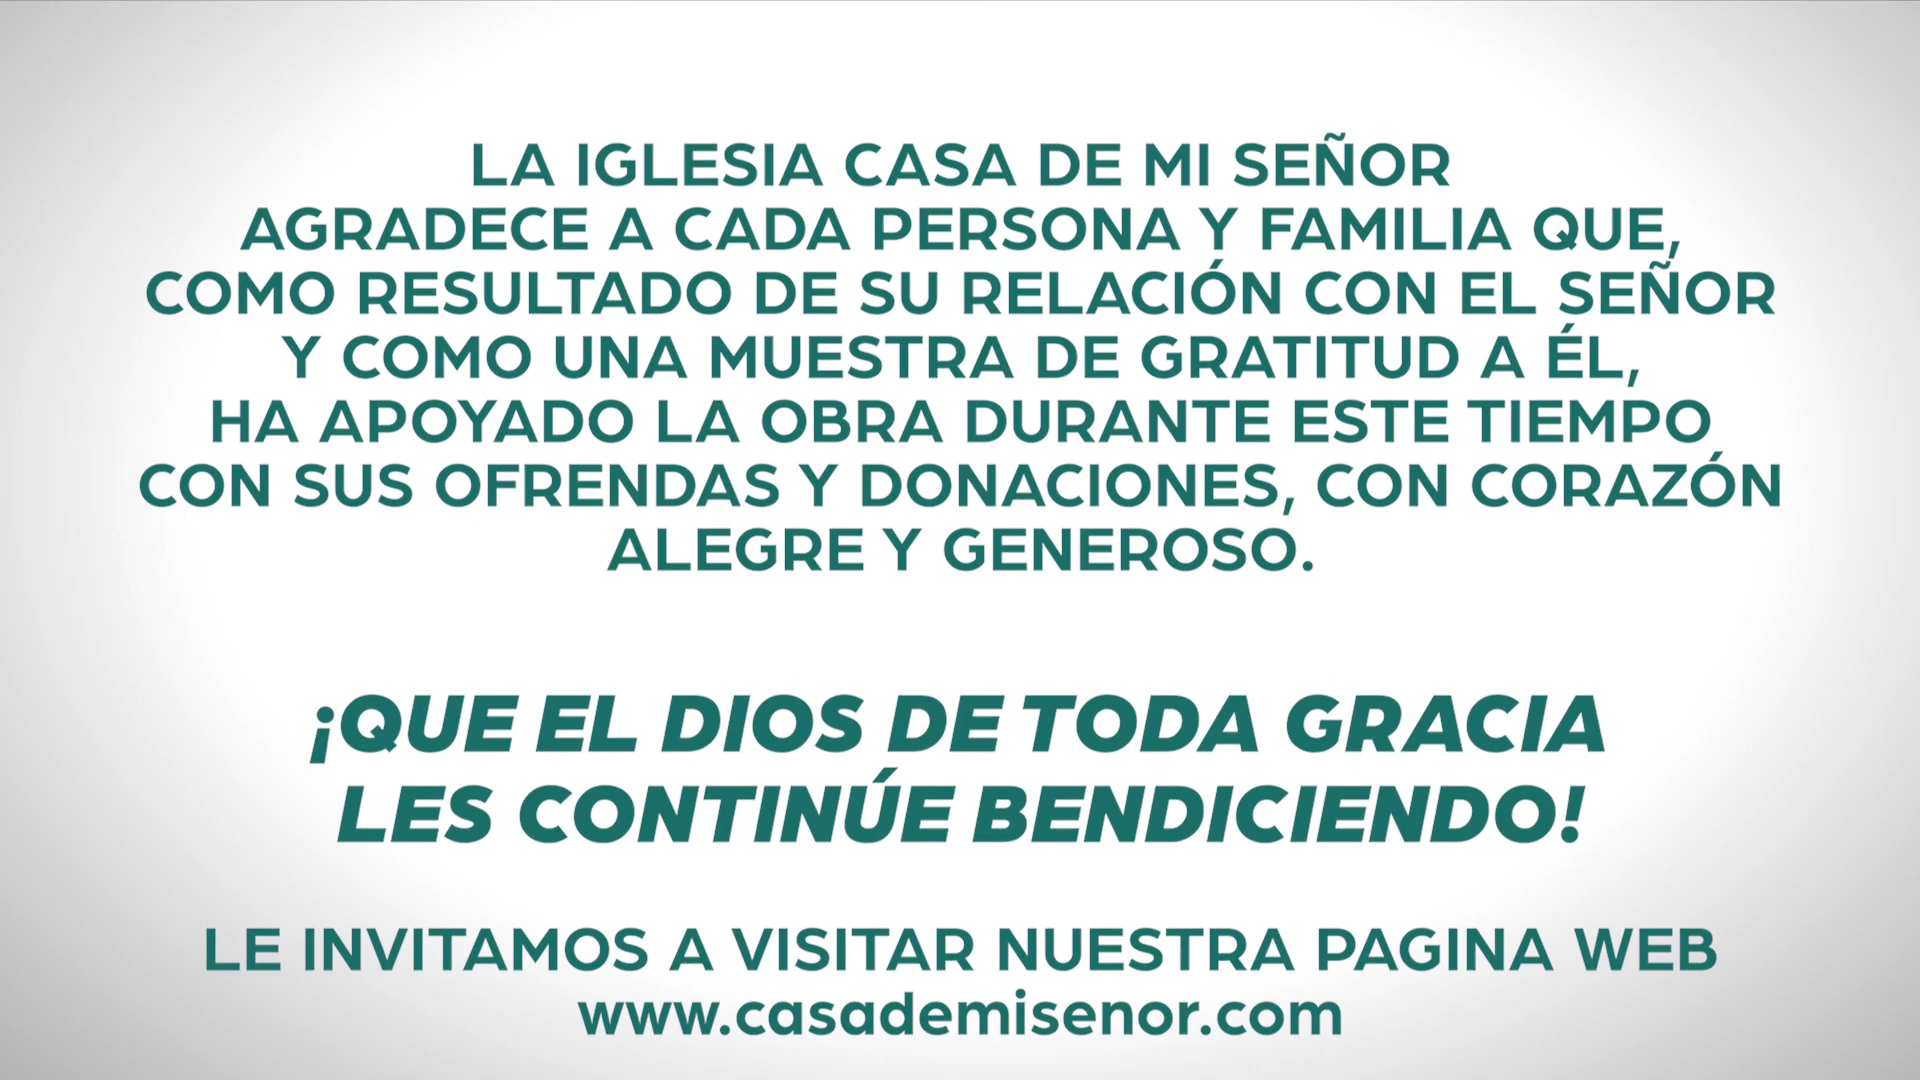 LA IGLESIA CASA DE MI SEÑOR
AGRADECE A CADA PERSONA Y FAMILIA QUE,
COMO RESULTADO DE SU RELACIÓN CON EL SEÑOR
Y COMO UNA MUESTRA DE GRATITUD A ÉL,
HA APOYADO LA OBRA DURANTE ESTE TIEMPO
CON SUS OFRENDAS Y DONACIONES, CON CORAZÓN
ALEGRE Y GENEROSO.
¡QUE EL DIOS DE TODA GRACIA
LES CONTINÚE BENDICIENDO!
LE INVITAMOS A VISITAR NUESTRA PAGINA WEB
www.casademisenor.com